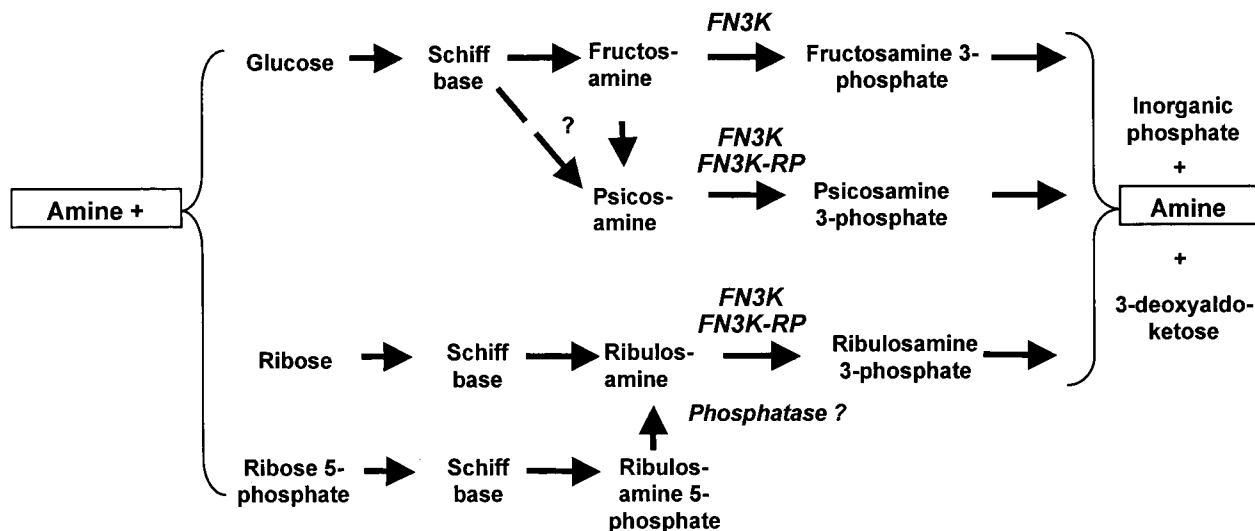 FN3K
Glucose
Schiff
base
Fructos-
amine
Fructosamine 3-
phosphate
?
FN3K
FN3K-RP
Psicos-
amine
Psicosamine
3-phosphate
Amine +
Inorganic
phosphate
+
Amine
+
3-deoxyaldo-
ketose
FN3K
FN3K-RP
Ribose
Schiff
base
Ribulos-
amine
Ribulosamine
3-phosphate
Phosphatase ?
Ribose 5-
phosphate
Schiff
base
Ribulos-
amine 5-
phosphate